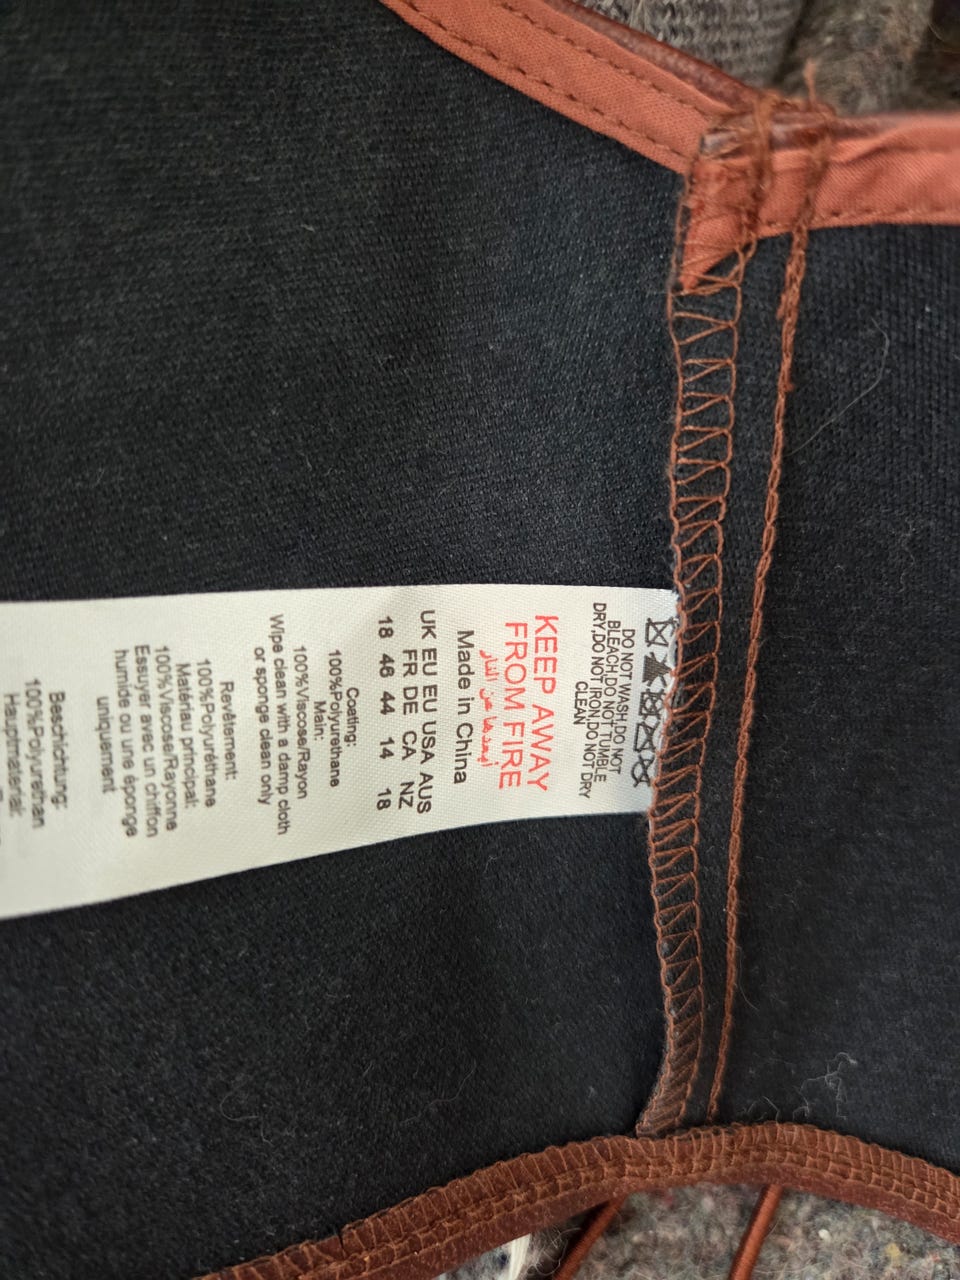 DO NOT WASH,DO NOT
BLEACH,DO NOT TUMBLE
DRY,DO NOT IRON,DO NOT DRY
CLEAN
KEEP AWAY
FROM FIRE
أبعدها عن النار
Made in China
UK EU EU USA AUS
FR DE CA NZ
18 46 44 14 18
Coating:
100%Polyurethane
Main:
100%Viscose/Rayon
Wipe clean with a damp cloth
or sponge clean only
Revêtement:
100%Polyuréthane
Matériau principal:
100%Viscose/Rayonne
Essuyer avec un chiffon
humide ou une éponge
uniquement
Beschichtung:
100%Polyurethan
Hauptmaterial: